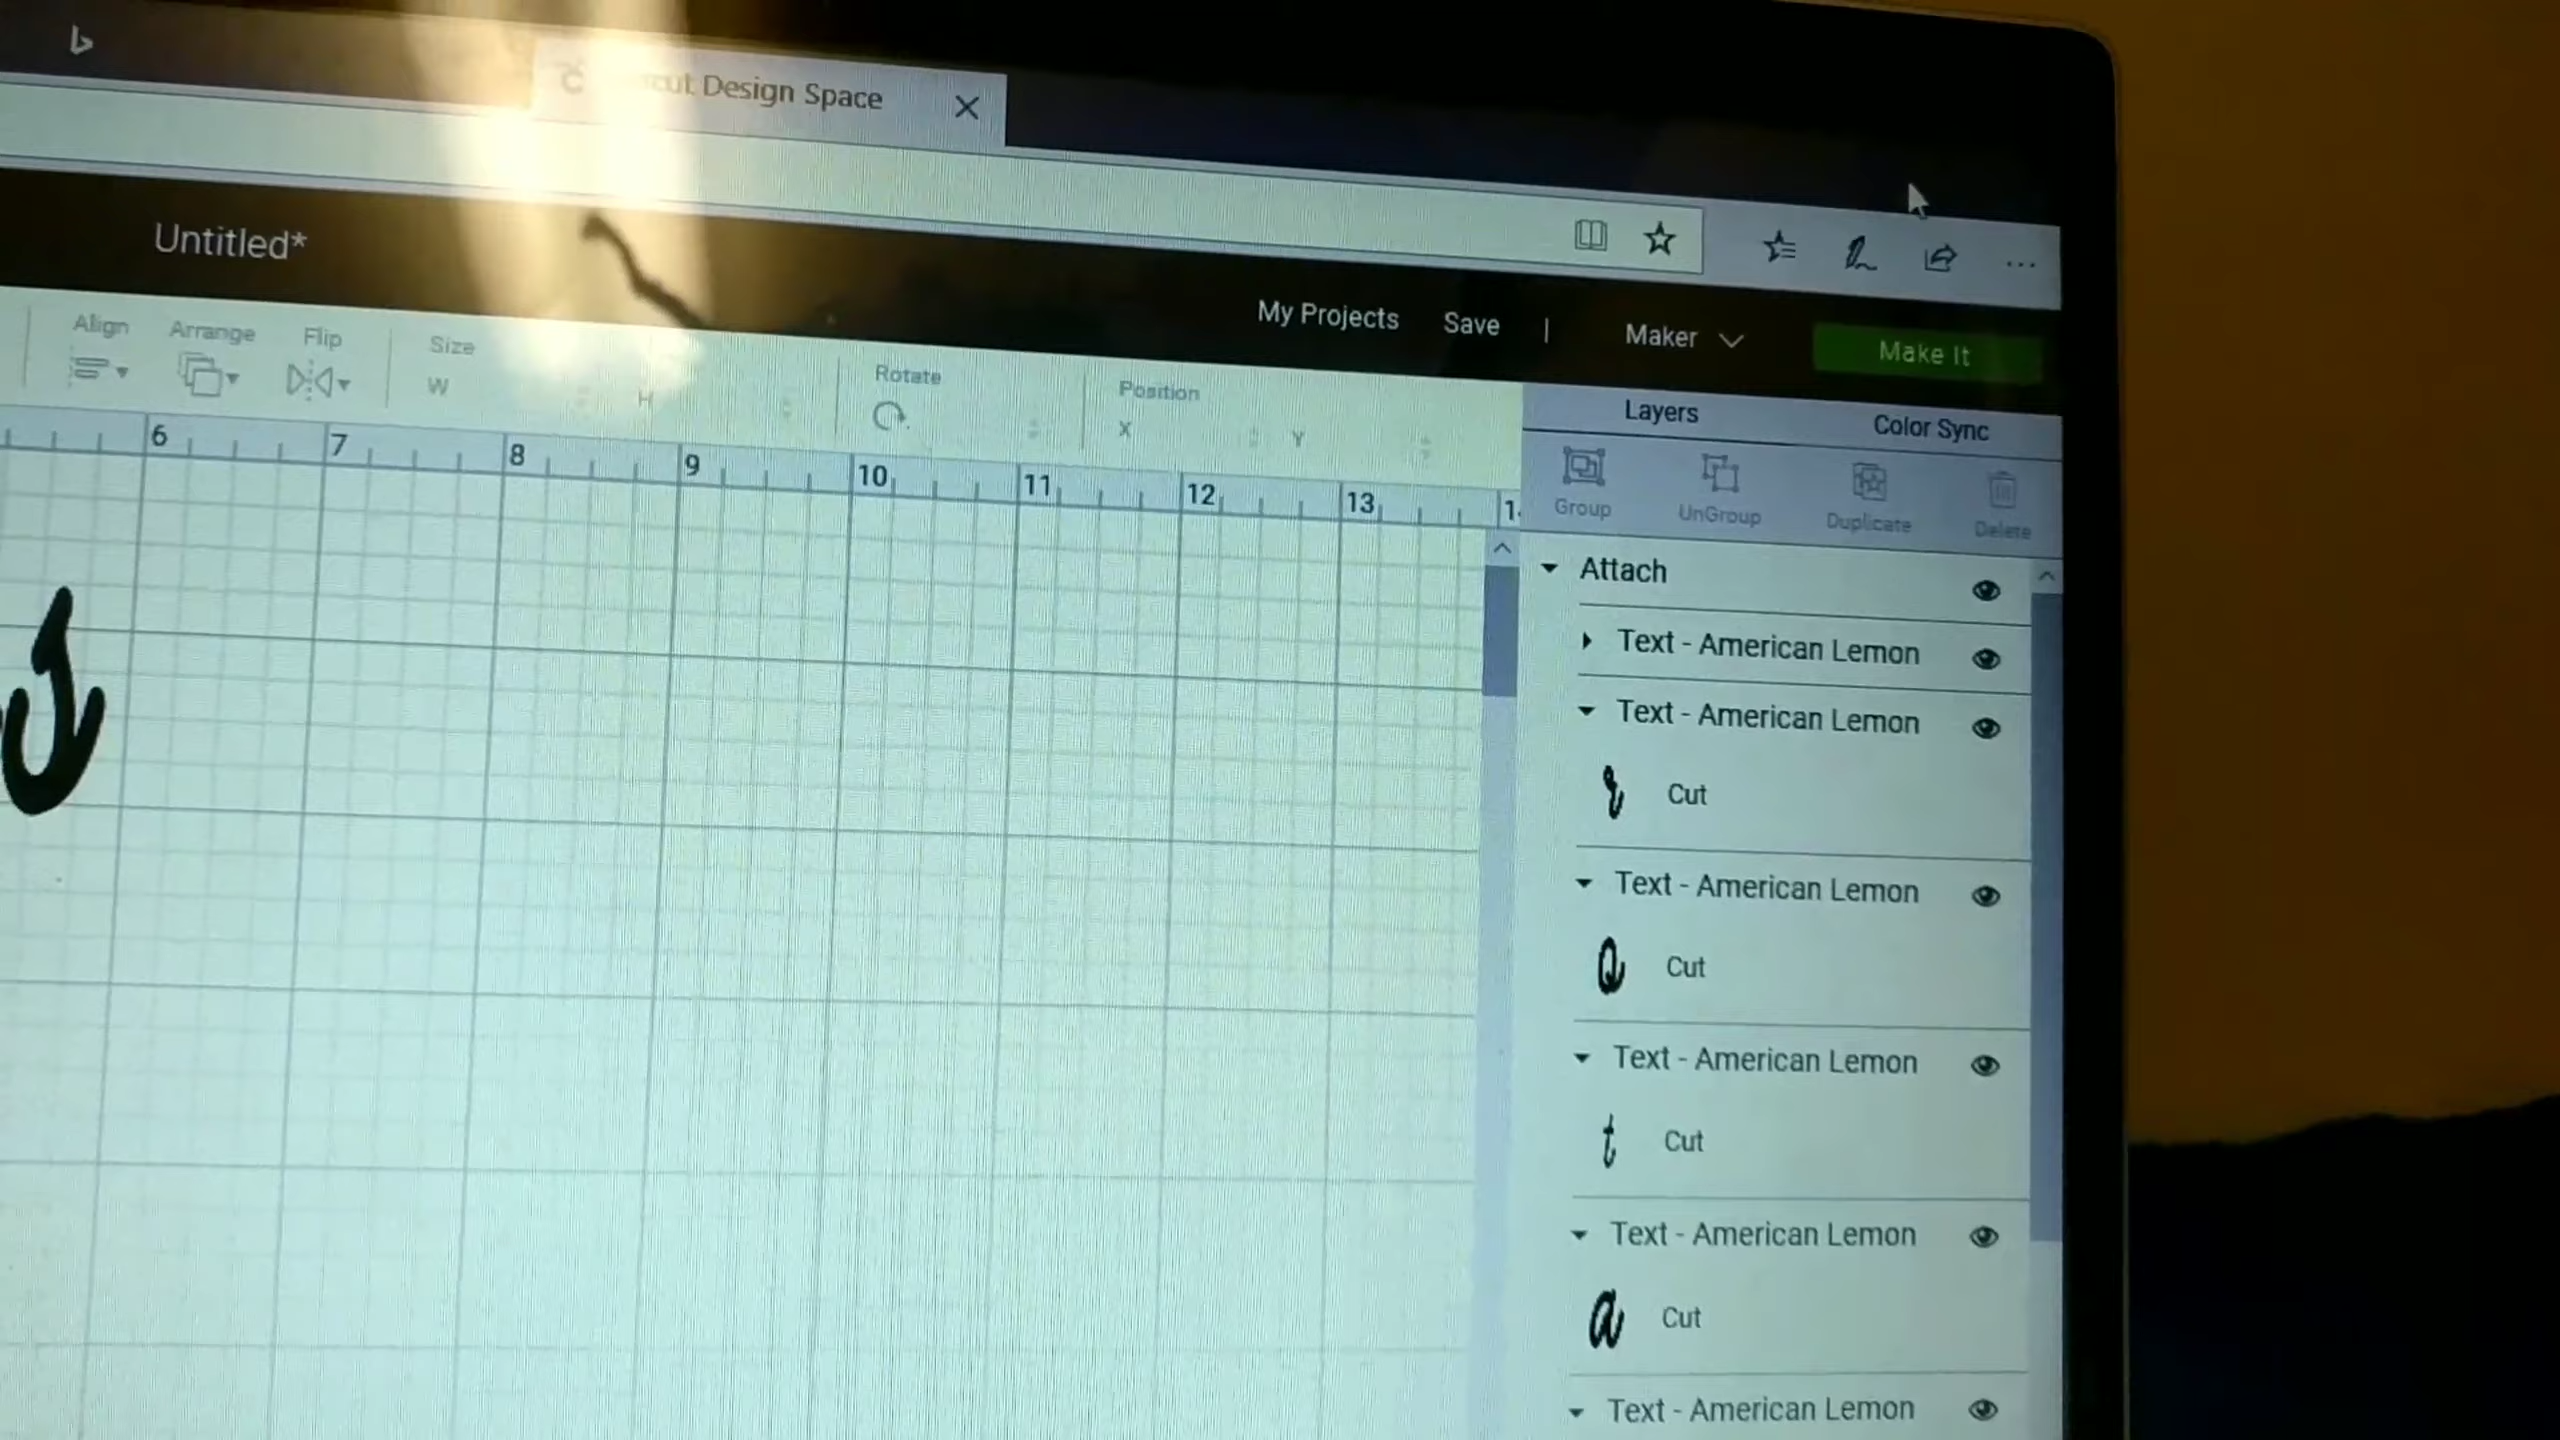 Design Space
Untitled*
My Projects Save | Maker
Make It
Align Arrange Flip Size
W H
Rotate
Position
X Y
6 7 8 9 10 11 12 13
Layers Color Sync
Group UnGroup Duplicate Delete
Attach
Text - American Lemon
Text - American Lemon
Cut
Text - American Lemon
Cut
Text - American Lemon
t Cut
Text - American Lemon
a Cut
Text - American Lemon